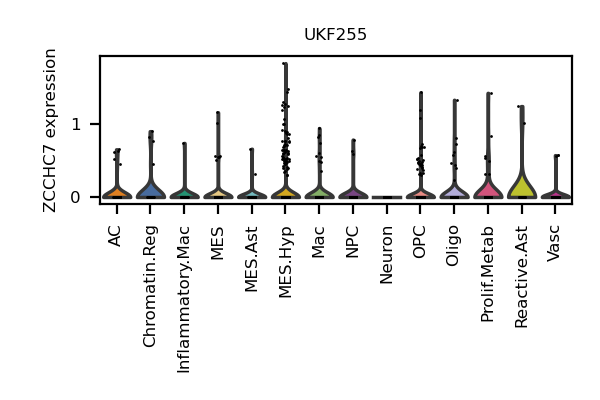 UKF255
ZCCHC7 expression
1
0
AC
Chromatin.Reg
Inflammatory.Mac
MES
MES.Ast
MES.Hyp
Mac
NPC
Neuron
OPC
Oligo
Prolif.Metab
Reactive.Ast
Vasc